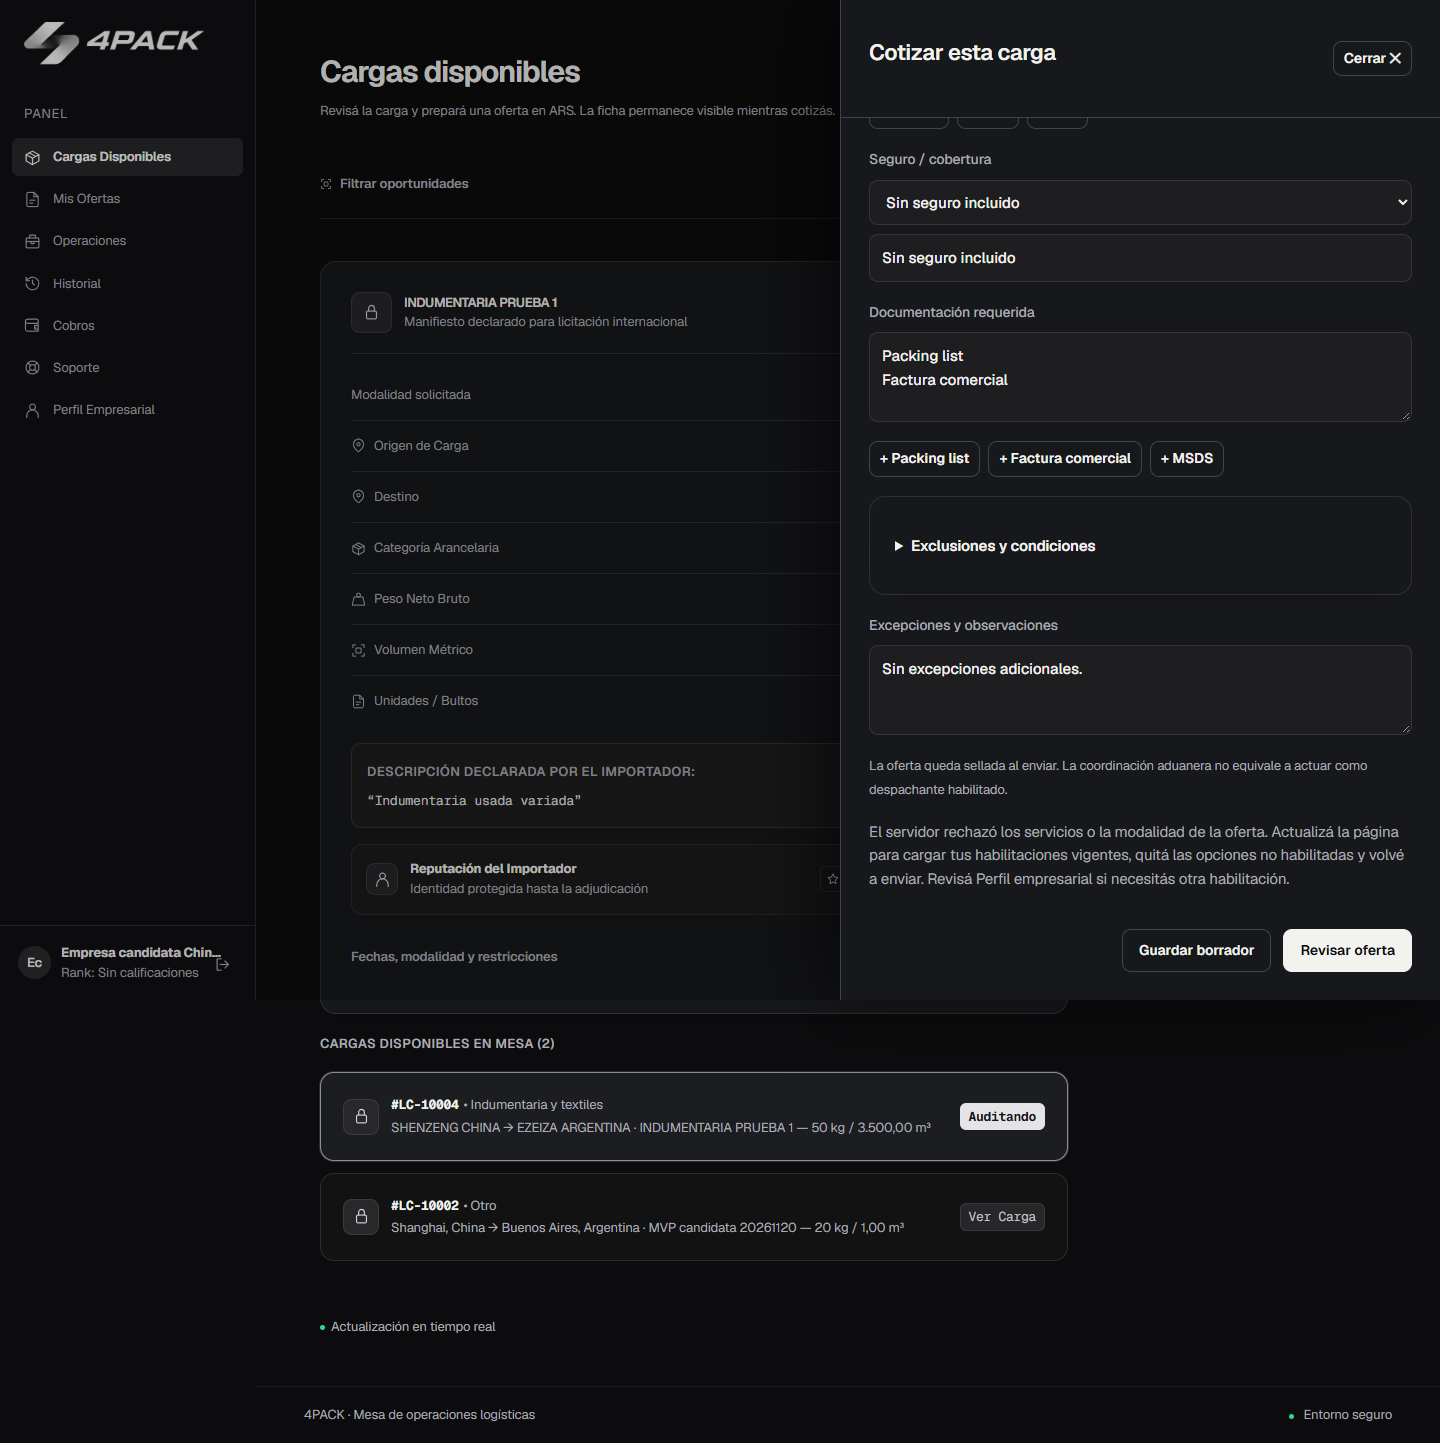 4PACK
PANEL
Cargas Disponibles
Mis Ofertas
Operaciones
Historial
Cobros
Soporte
Perfil Empresarial
Ec
Empresa candidata Chin...
Rank: Sin calificaciones
Cargas disponibles
Revisá la carga y prepará una oferta en ARS. La ficha permanece visible mientras cotizás.
Filtrar oportunidades
INDUMENTARIA PRUEBA 1
Manifiesto declarado para licitación internacional
Modalidad solicitada
Origen de Carga
Destino
Categoría Arancelaria
Peso Neto Bruto
Volumen Métrico
Unidades / Bultos
DESCRIPCIÓN DECLARADA POR EL IMPORTADOR:
“Indumentaria usada variada”
Reputación del Importador
Identidad protegida hasta la adjudicación
Fechas, modalidad y restricciones
CARGAS DISPONIBLES EN MESA (2)
#LC-10004 • Indumentaria y textiles
SHENZENG CHINA → EZEIZA ARGENTINA · INDUMENTARIA PRUEBA 1 — 50 kg / 3.500,00 m³
Auditando
#LC-10002 • Otro
Shanghai, China → Buenos Aires, Argentina · MVP candidata 20261120 — 20 kg / 1,00 m³
Ver Carga
Actualización en tiempo real
4PACK · Mesa de operaciones logísticas
Entorno seguro
Cotizar esta carga
Cerrar ✕
Seguro / cobertura
Sin seguro incluido
Sin seguro incluido
Documentación requerida
Packing list
Factura comercial
+ Packing list
+ Factura comercial
+ MSDS
Exclusiones y condiciones
Excepciones y observaciones
Sin excepciones adicionales.
La oferta queda sellada al enviar. La coordinación aduanera no equivale a actuar como
despachante habilitado.
El servidor rechazó los servicios o la modalidad de la oferta. Actualizá la página
para cargar tus habilitaciones vigentes, quitá las opciones no habilitadas y volvé
a enviar. Revisá Perfil empresarial si necesitás otra habilitación.
Guardar borrador
Revisar oferta